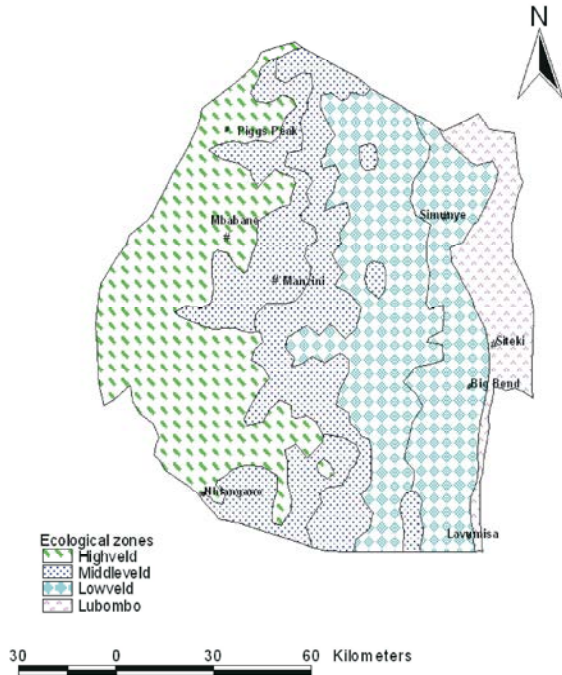 N
Piggs Peak
Mbabane
#
Simunye
# Manzini
Siteki
Big Bend
Lavumisa
Ecological zones
Highveld
Middleveld
Lowveld
Lubombo
30 0 30 60 Kilometers